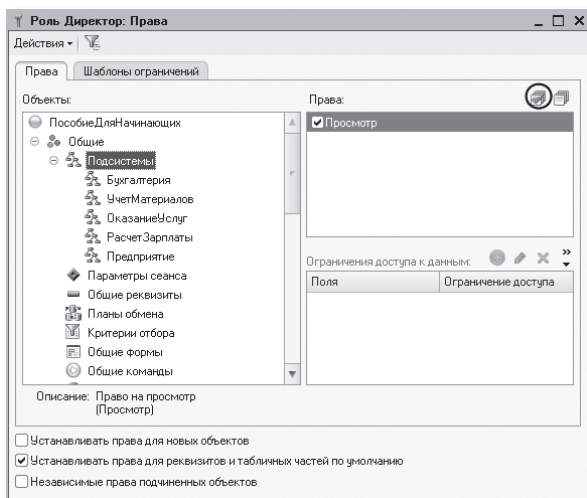 Роль Директор: Права
Действия
Права
Шаблоны ограничений
Объекты:
Права:
ПособиеДляНачинающих
Просмотр
Общие
Подсистемы
Бухгалтерия
УчетМатериалов
ОказаниеУслуг
РасчетЗарплаты
Предприятие
Параметры сеанса
Общие реквизиты
Планы обмена
Критерии отбора
Общие формы
Общие команды
Ограничения доступа к данным:
Поля
Ограничение доступа
Описание: Право на просмотр
(Просмотр)
Устанавливать права для новых объектов
Устанавливать права для реквизитов и табличных частей по умолчанию
Независимые права подчиненных объектов